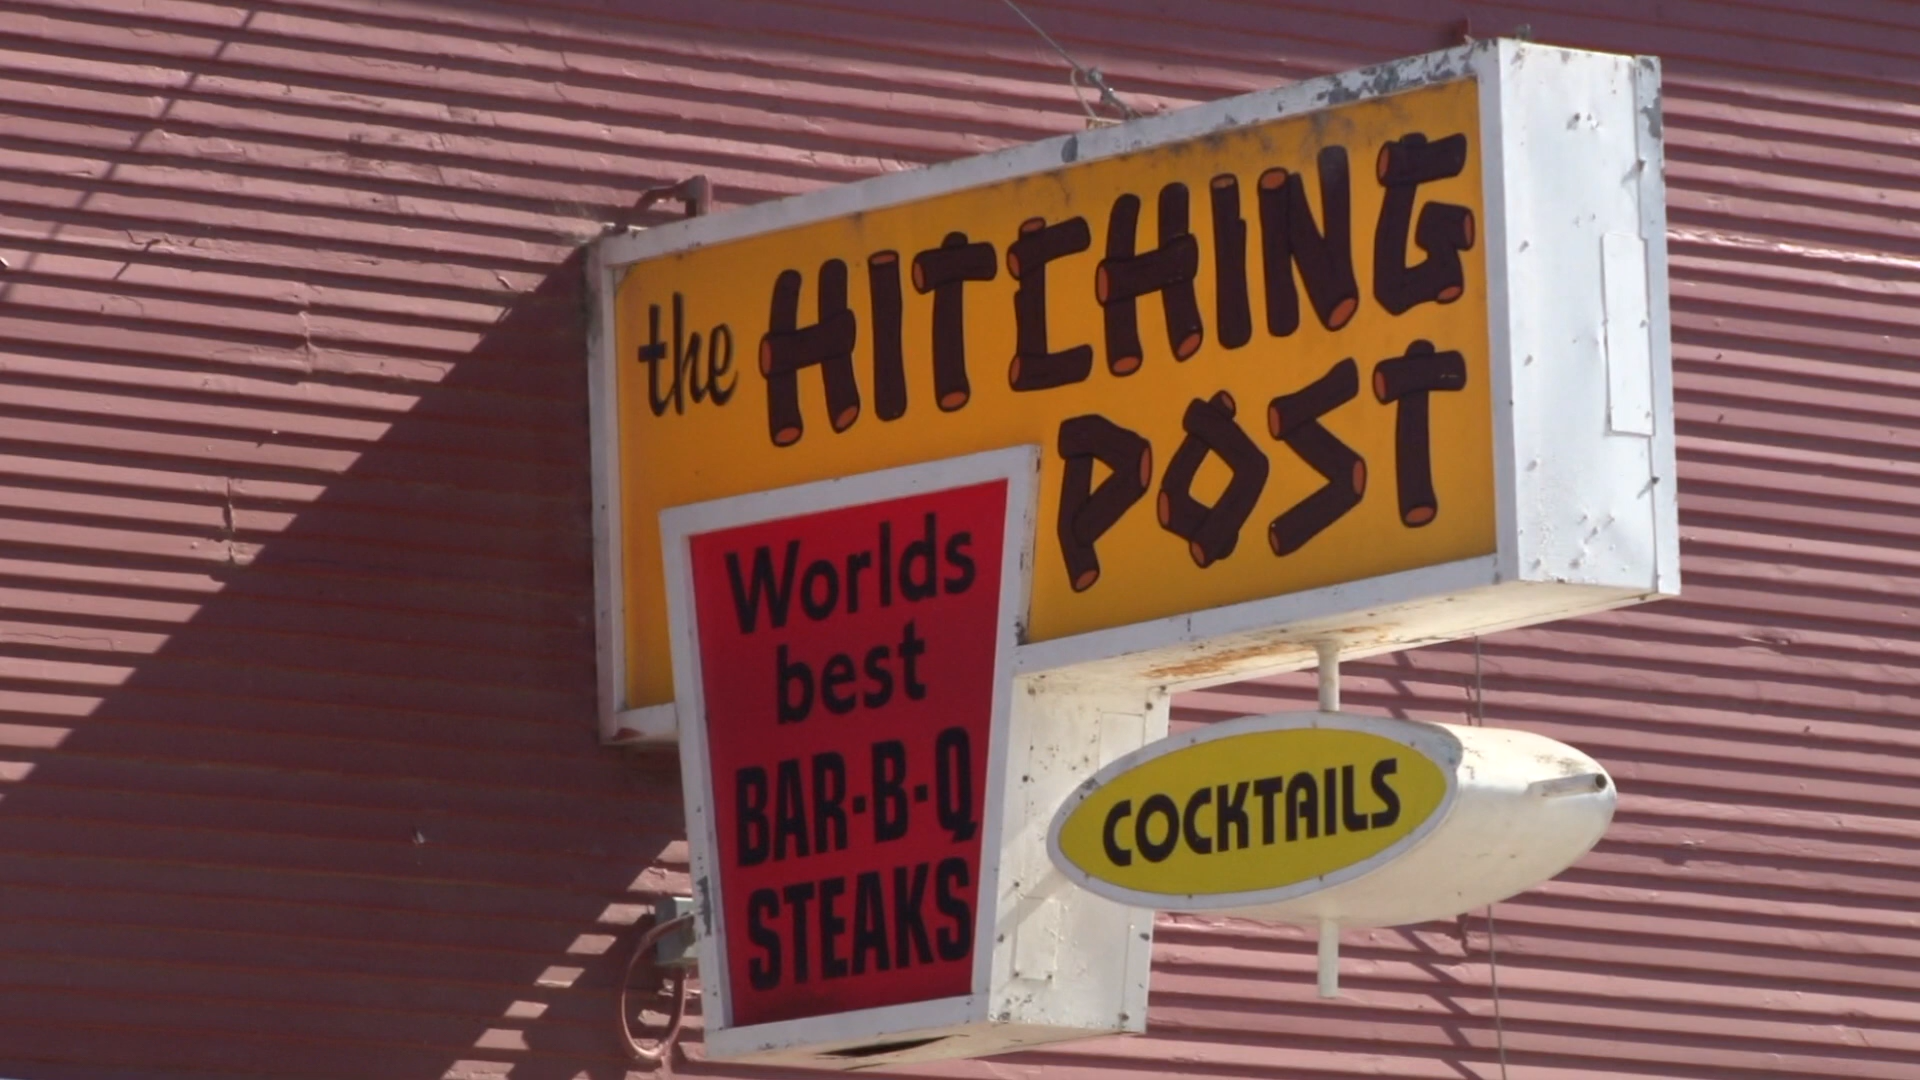 the HITCHING
POST
Worlds
best
BAR-B-Q
STEAKS
COCKTAILS